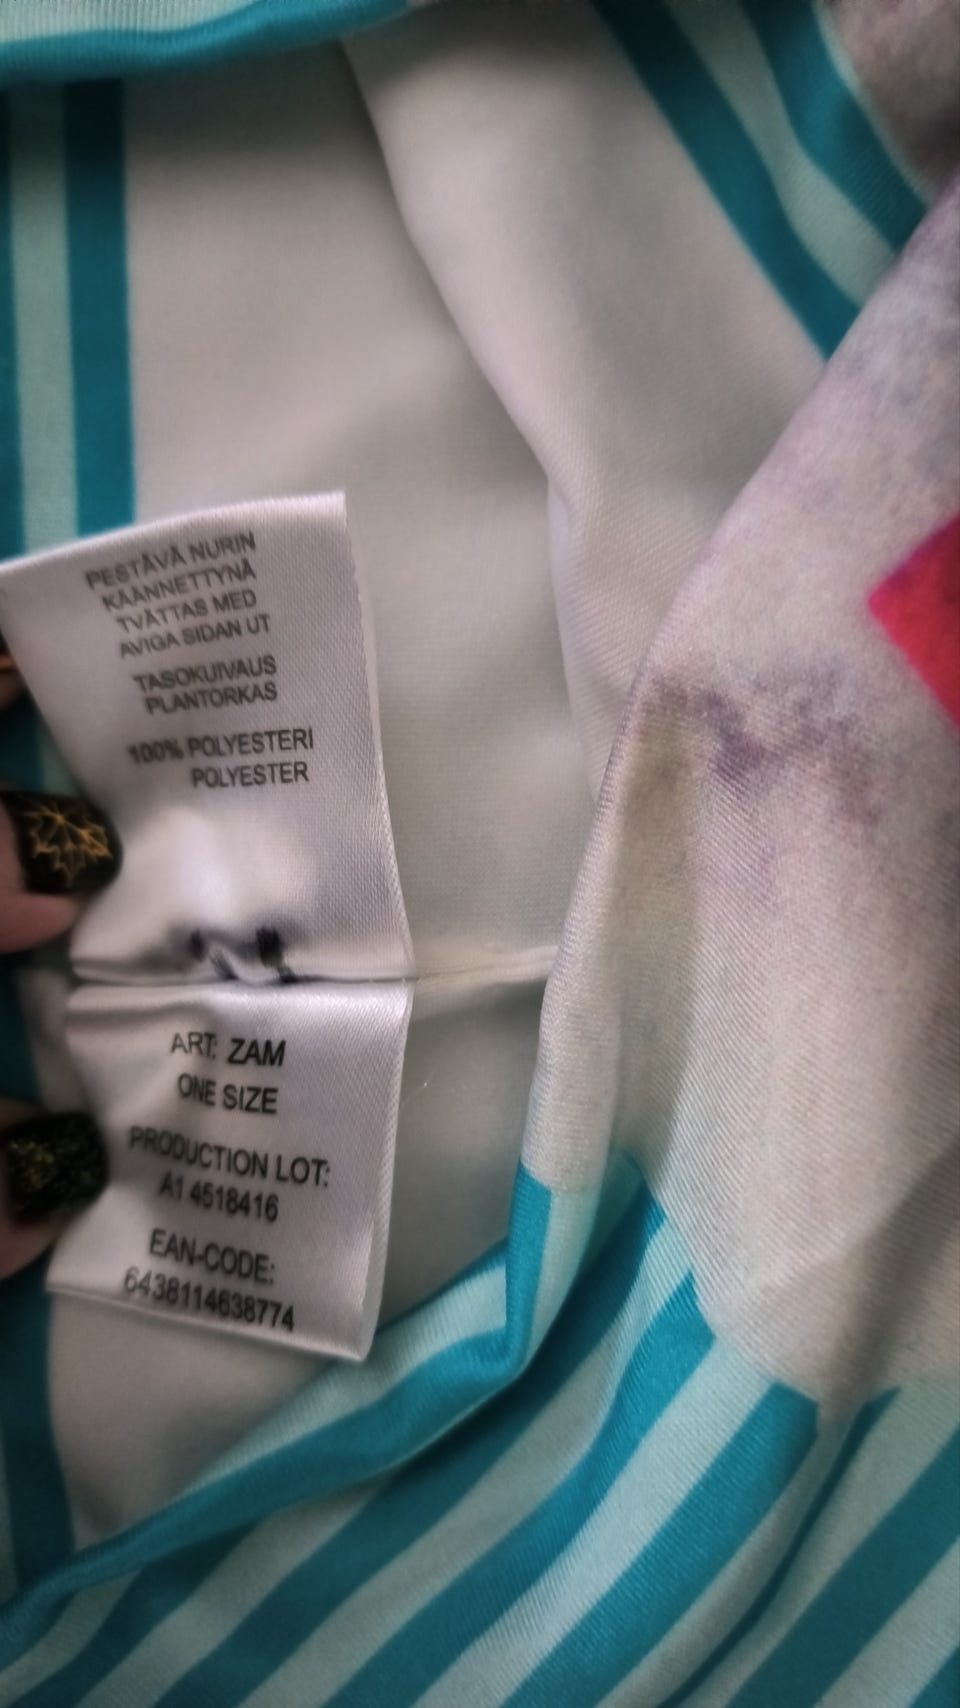 PESTÄVÄ NURIN
KÄÄNNETTYNÄ
TVÄTTAS MED
AVIGA SIDAN UT
TASOKUIVAUS
PLANTORKAS
100% POLYESTERI
POLYESTER
ART: ZAM
ONE SIZE
PRODUCTION LOT:
A1 4518416
EAN-CODE:
6438114638774